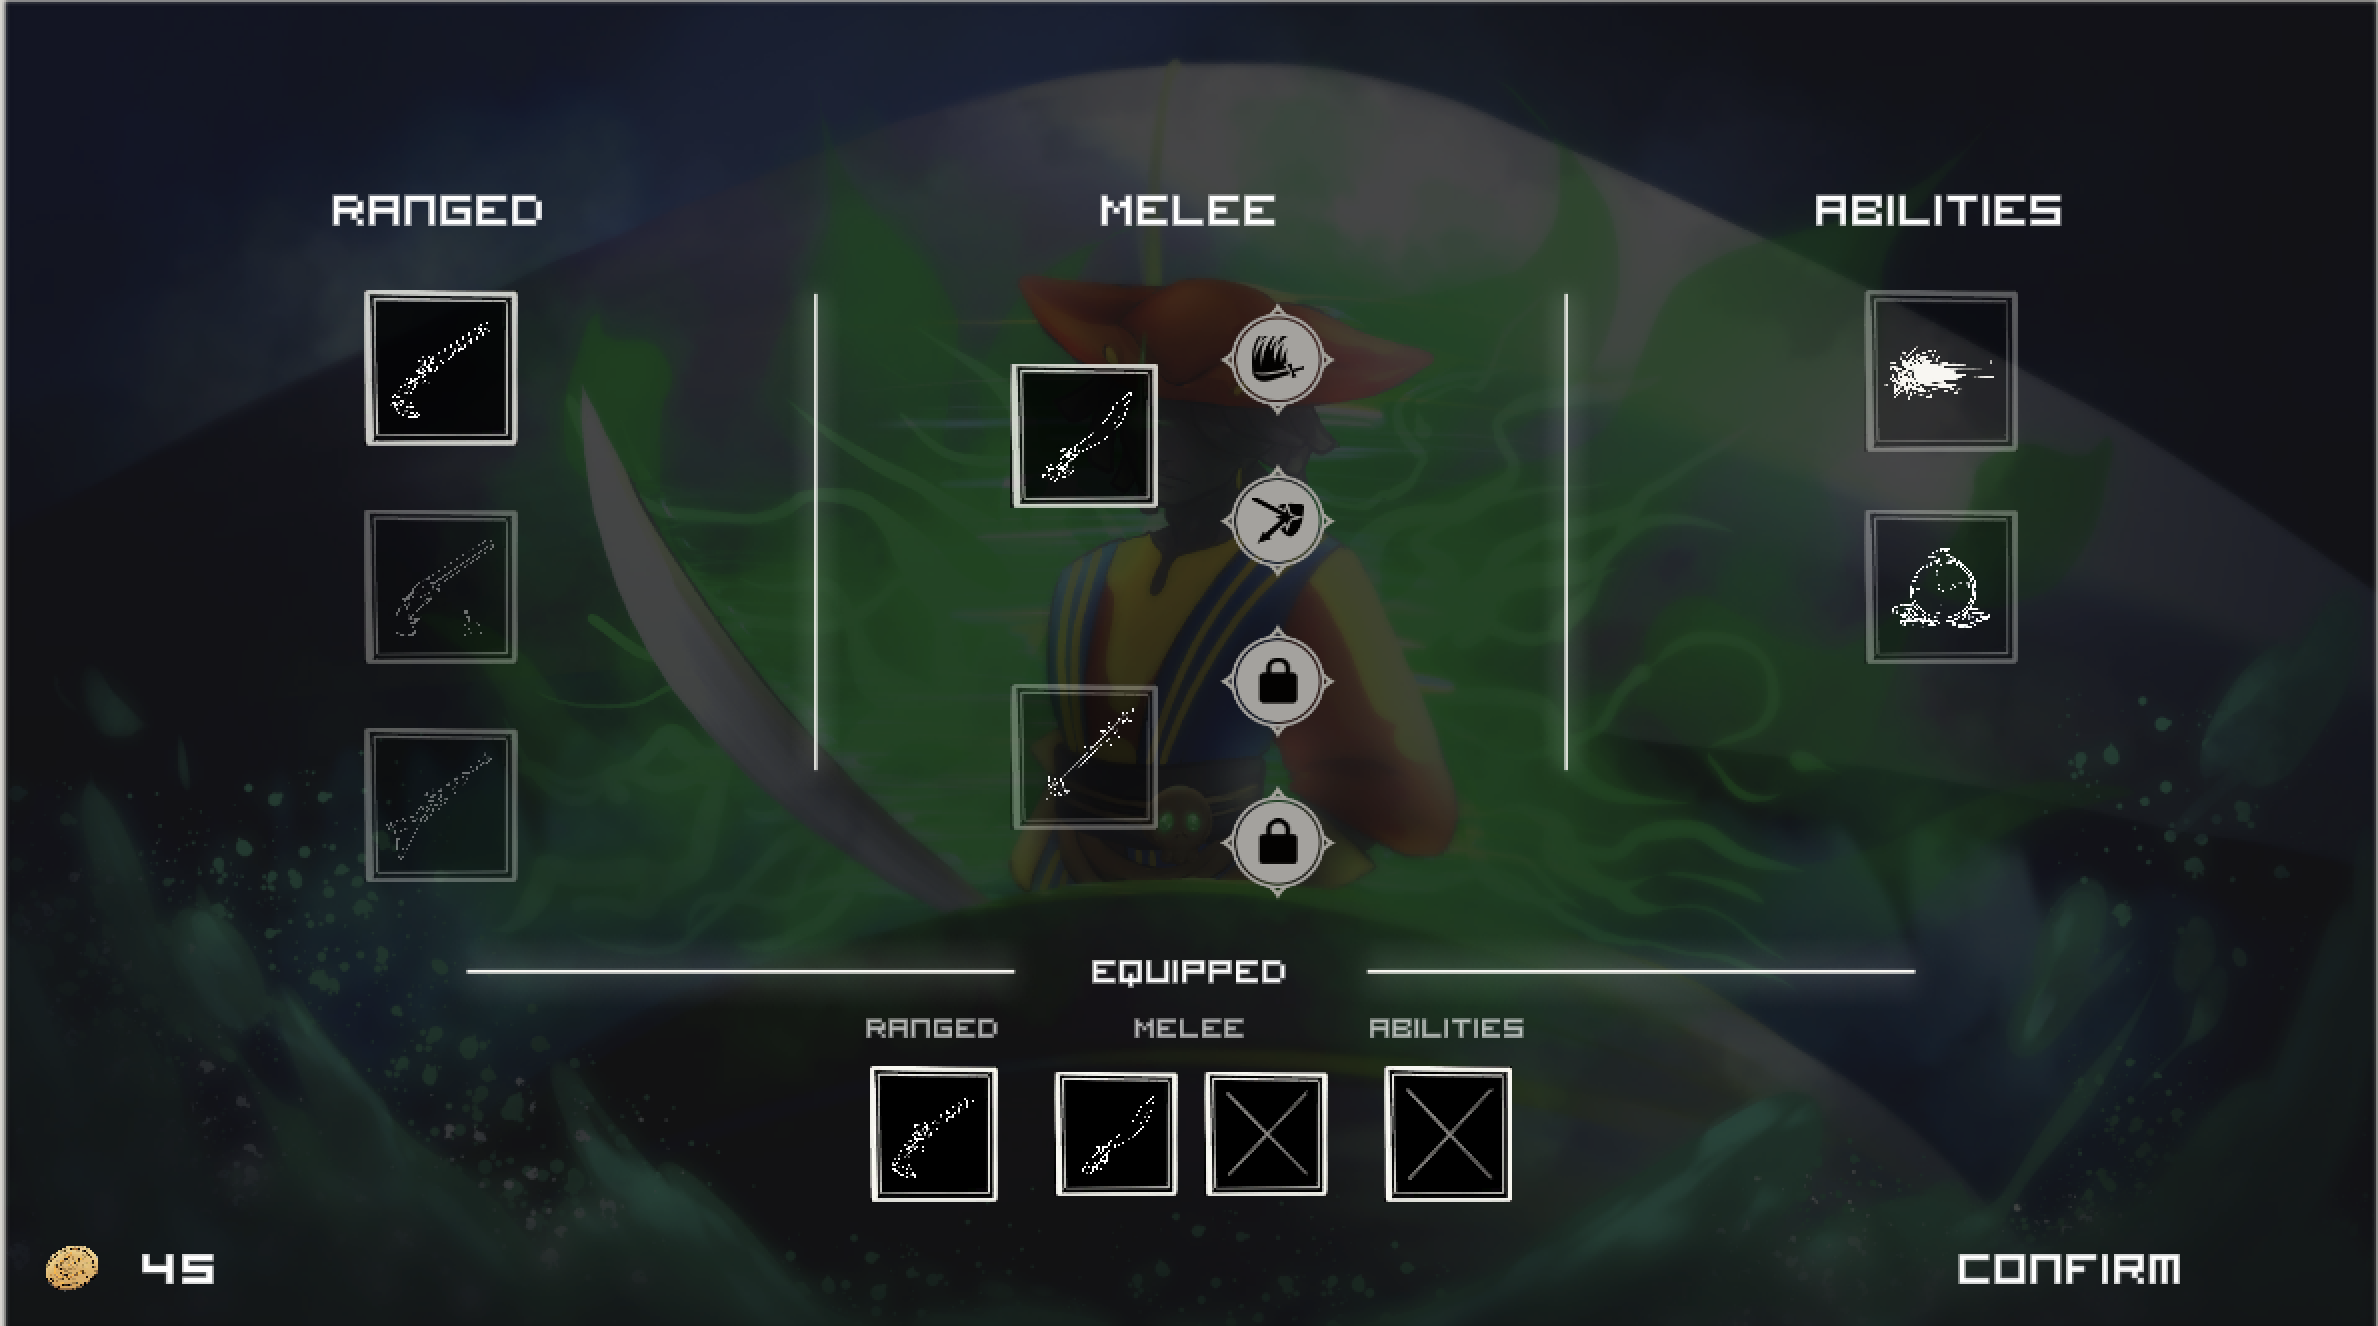 RANGED
MELEE
ABILITIES
EQUIPPED
RANGED
MELEE
ABILITIES
45
CONFIRM